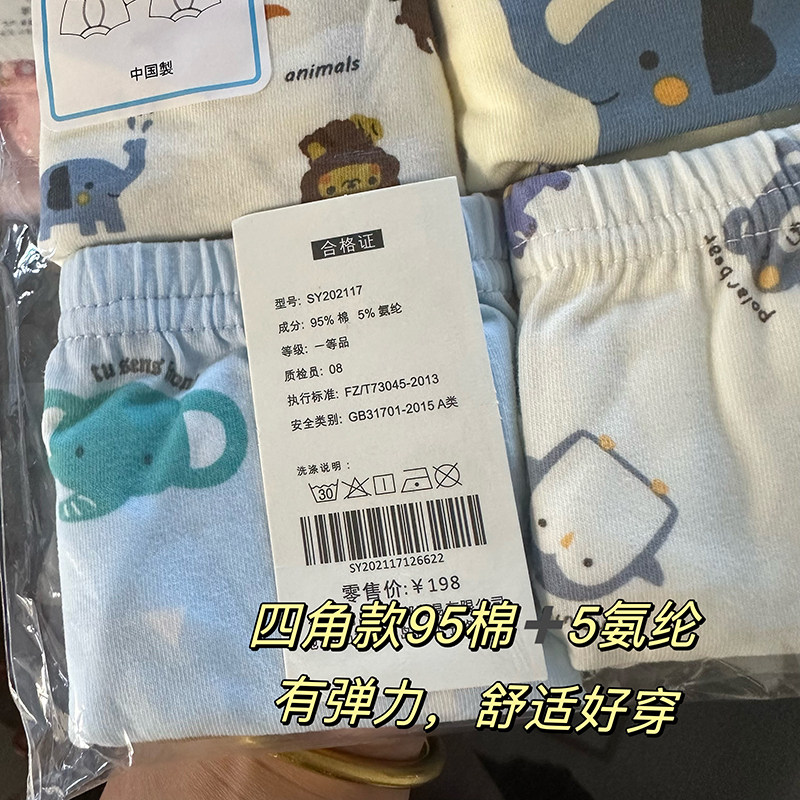 中国製
animals
polar bear
合格证
型号: SY202117
成分: 95% 棉 5% 氨纶
等级: 一等品
质检员: 08
执行标准: FZ/T73045-2013
安全类别: GB31701-2015 A类
tu sens bon
洗涤说明:
30
SY202117126622
零售价:¥198
四角款95棉➕5氨纶
有弹力，舒适好穿